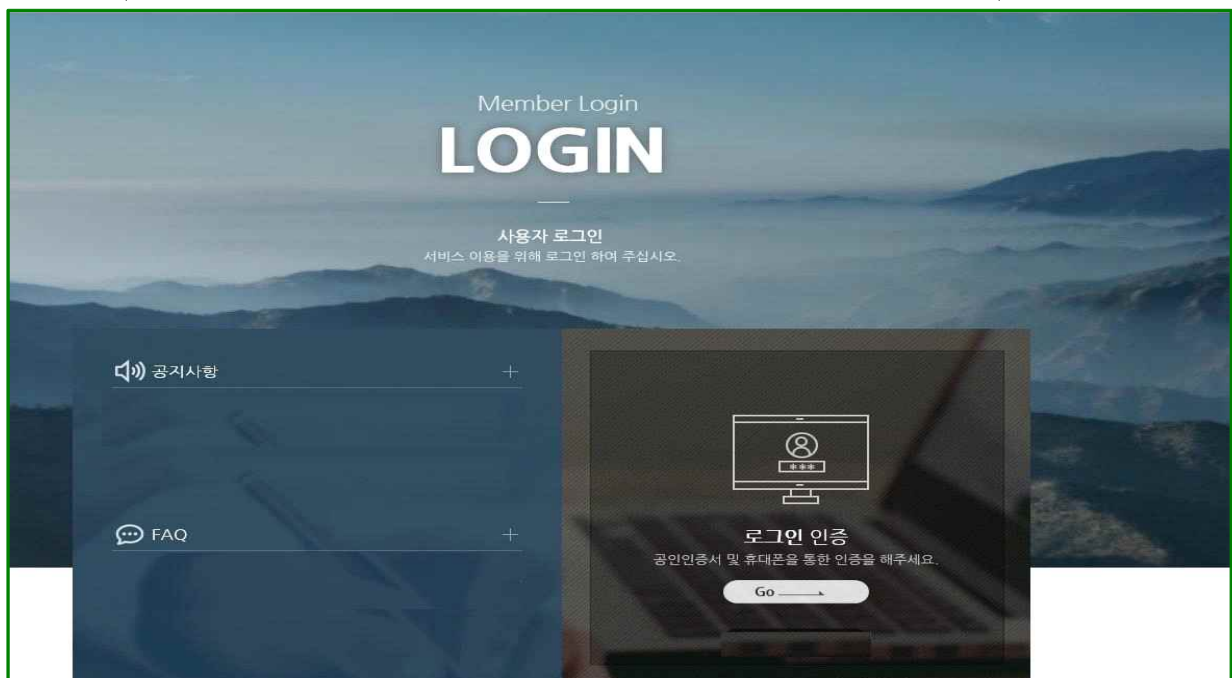 Member Login
LOGIN
사용자 로그인
서비스 이용을 위해 로그인 하여 주십시오.
공지사항 +
FAQ +
***
로그인 인증
공인인증서 및 휴대폰을 통한 인증을 해주세요.
Go